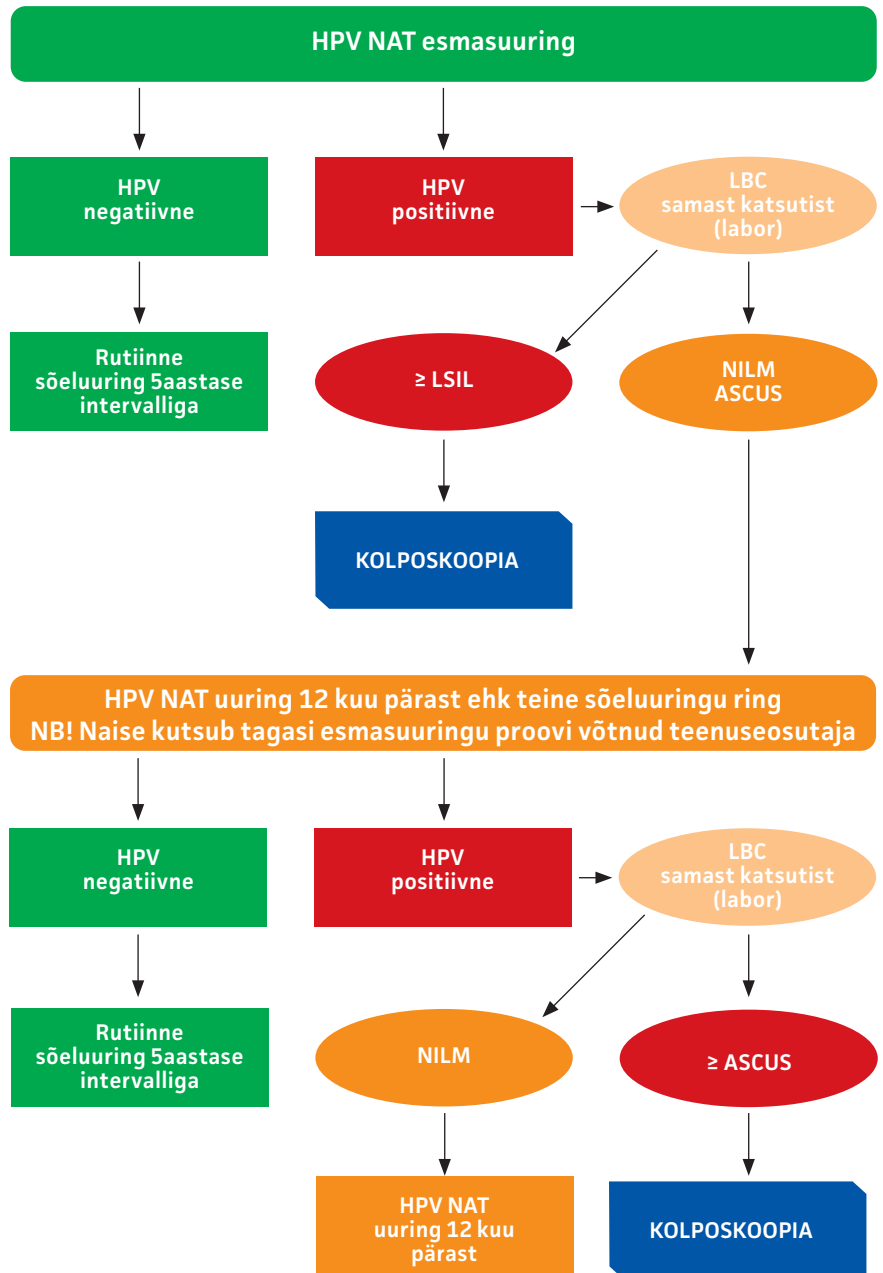 HPV NAT esmasuuring
HPV
negatiivne
HPV
positiivne
LBC
samast katsutist
(labor)
Rutiinne
sõeluuring 5aastase
intervalliga
≥ LSIL
NILM
ASCUS
KOLPOSKOOPIA
HPV NAT uuring 12 kuu pärast ehk teine sõeluuringu ring
NB! Naise kutsub tagasi esmasuuringu proovi võtnud teenuseosutaja
HPV
negatiivne
HPV
positiivne
LBC
samast katsutist
(labor)
Rutiinne
sõeluuring 5aastase
intervalliga
NILM
≥ ASCUS
HPV NAT
uuring 12 kuu
pärast
KOLPOSKOOPIA